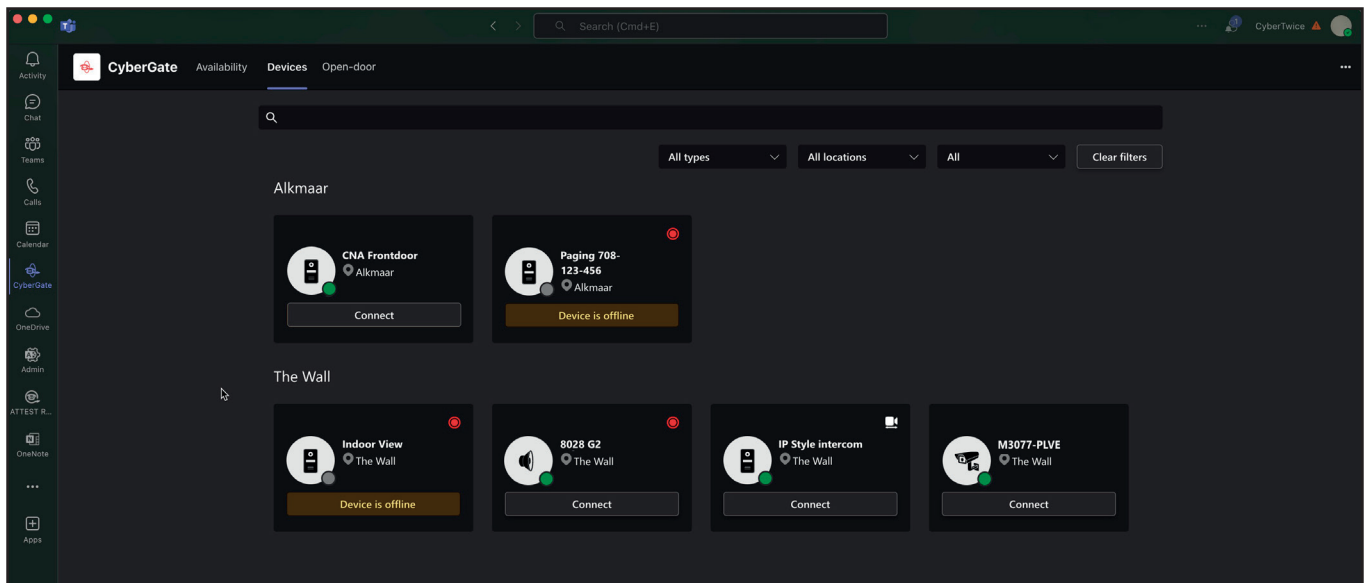 Search (Cmd+E)
CyberTwice
Activity
Chat
Teams
Calls
Calendar
CyberGate
OneDrive
Admin
ATTEST R...
OneNote
Apps
CyberGate Availability Devices Open-door
All types All locations All Clear filters
Alkmaar
CNA Frontdoor
Alkmaar
Connect
Paging 708-
123-456
Alkmaar
Device is offline
The Wall
Indoor View
The Wall
Device is offline
8028 G2
The Wall
Connect
IP Style intercom
The Wall
Connect
M3077-PLVE
The Wall
Connect